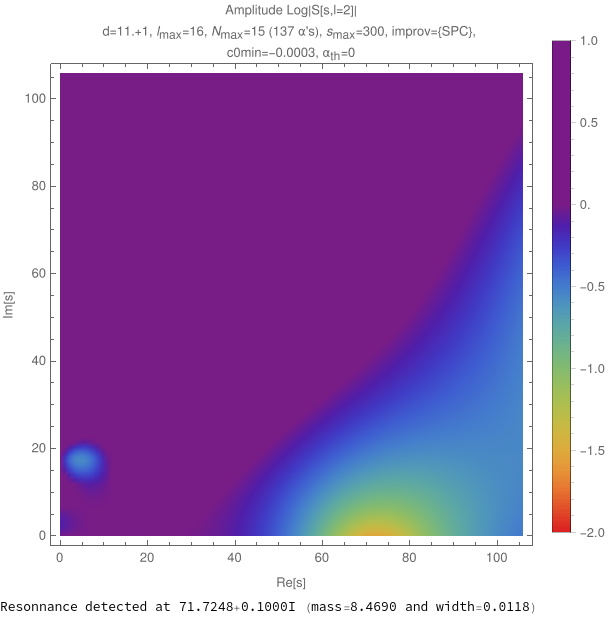 Amplitude Log|S[s,l=2]|
d=11.+1, lmax=16, Nmax=15 (137 α's), smax=300, improv={SPC},
c0min=-0.0003, αth=0
100
80
60
40
20
0
Im[s]
0 20 40 60 80 100
Re[s]
1.0
0.5
0.
-0.5
-1.0
-1.5
-2.0
Resonnance detected at 71.7248+0.1000I (mass=8.4690 and width=0.0118)